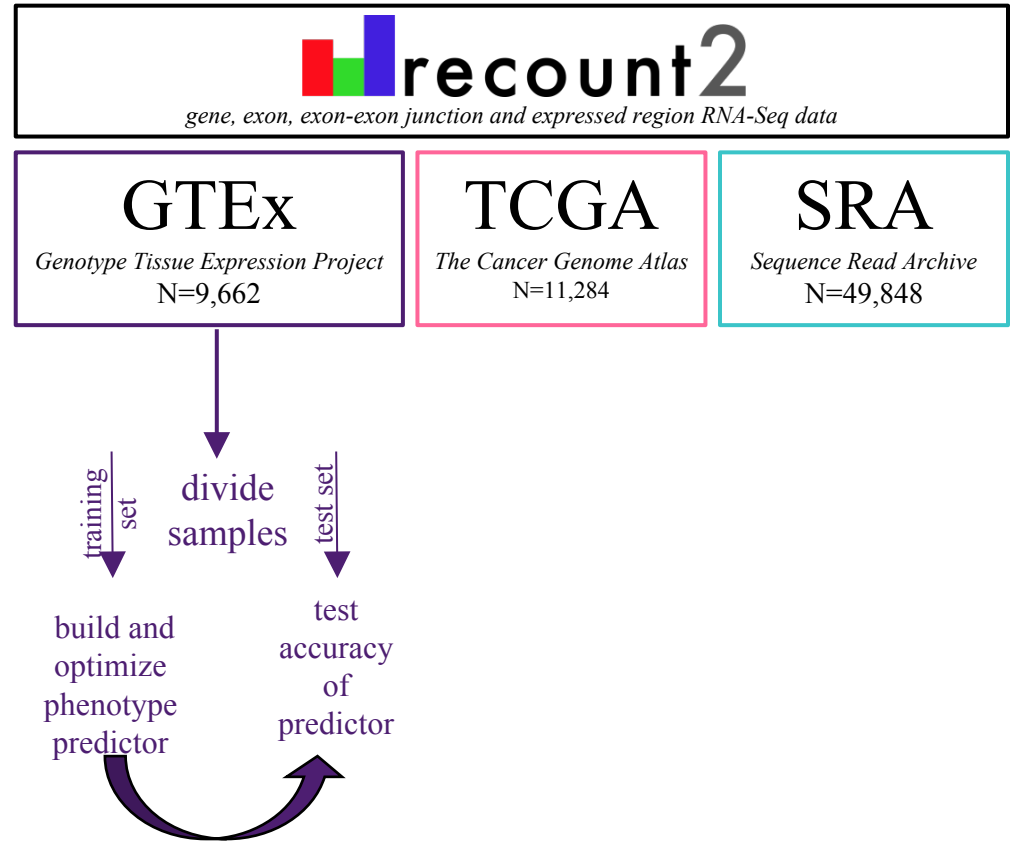 recount2
gene, exon, exon-exon junction and expressed region RNA-Seq data
GTEx
Genotype Tissue Expression Project
N=9,662
TCGA
The Cancer Genome Atlas
N=11,284
SRA
Sequence Read Archive
N=49,848
training
set
divide
samples
test set
build and
optimize
phenotype
predictor
test
accuracy
of
predictor